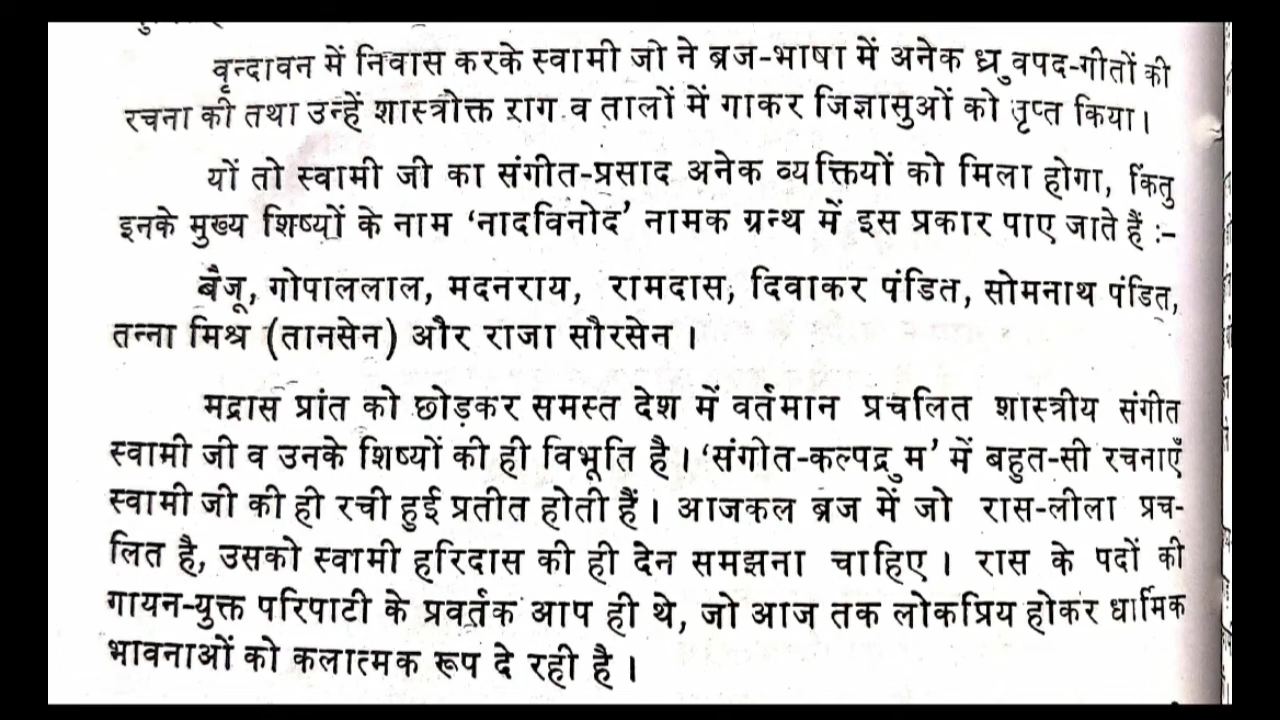 वृन्दावन में निवास करके स्वामी जो ने ब्रज-भाषा में अनेक ध्रुवपद-गीतों की
रचना की तथा उन्हें शास्त्रोक्त राग व तालों में गाकर जिज्ञासुओं को तृप्त किया।
यों तो स्वामी जी का संगीत-प्रसाद अनेक व्यक्तियों को मिला होगा, किंतु
इनके मुख्य शिष्यों के नाम ‘नादविनोद’ नामक ग्रन्थ में इस प्रकार पाए जाते हैं :–
बैजू, गोपाललाल, मदनराय, रामदास, दिवाकर पंडित, सोमनाथ पंडित,
तन्ना मिश्र (तानसेन) और राजा सौरसेन ।
मद्रास प्रांत को छोड़कर समस्त देश में वर्तमान प्रचलित शास्त्रीय संगीत
स्वामी जी व उनके शिष्यों की ही विभूति है । ‘संगोत-कल्पद्रुम’ में बहुत-सी रचनाएँ
स्वामी जी की ही रची हुई प्रतीत होती हैं । आजकल ब्रज में जो रास-लीला प्रच-
लित है, उसको स्वामी हरिदास की ही देन समझना चाहिए । रास के पदों की
गायन-युक्त परिपाटी के प्रवर्तक आप ही थे, जो आज तक लोकप्रिय होकर धार्मिक
भावनाओं को कलात्मक रूप दे रही है ।